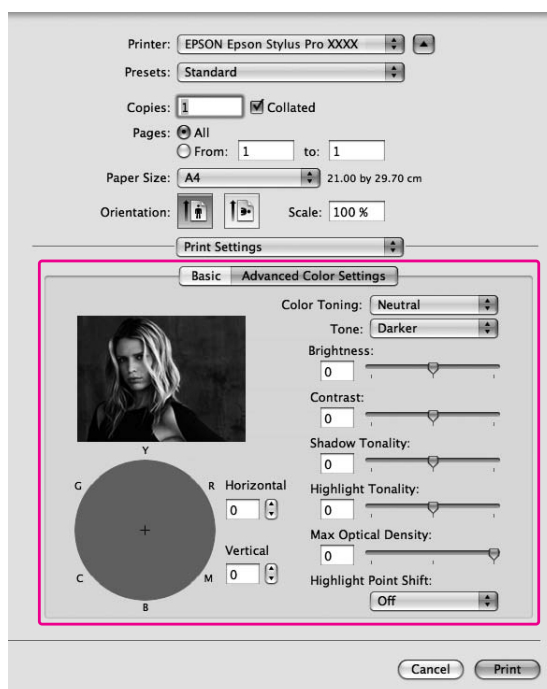 Printer: EPSON Epson Stylus Pro XXXX
Presets: Standard
Copies: 1 Collated
Pages: All
From: 1 to: 1
Paper Size: A4 21.00 by 29.70 cm
Orientation: Scale: 100 %
Print Settings
Basic Advanced Color Settings
Color Toning: Neutral
Tone: Darker
Brightness:
0
Contrast:
0
Shadow Tonality:
0
Highlight Tonality:
0
Max Optical Density:
0
Highlight Point Shift:
Off
Y
G R
C M
B
Horizontal
0
Vertical
0
Cancel Print